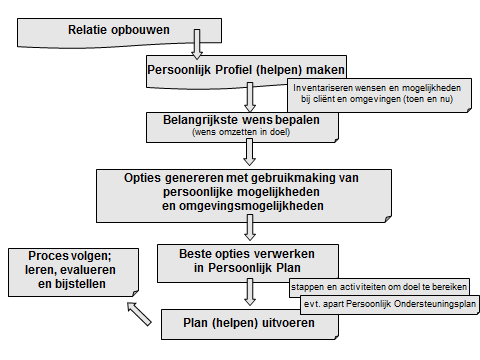 Relatie opbouwen
Persoonlijk Profiel (helpen) maken
Inventariseren wensen en mogelijkheden
bij cliënt en omgevingen (toen en nu)
Belangrijkste wens bepalen
(wens omzetten in doel)
Opties genereren met gebruikmaking van
persoonlijke mogelijkheden
en omgevingsmogelijkheden
Beste opties verwerken
in Persoonlijk Plan
stappen en activiteiten om doel te bereiken
evt. apart Persoonlijk Ondersteuningsplan
Plan (helpen) uitvoeren
Proces volgen;
leren, evalueren
en bijstellen